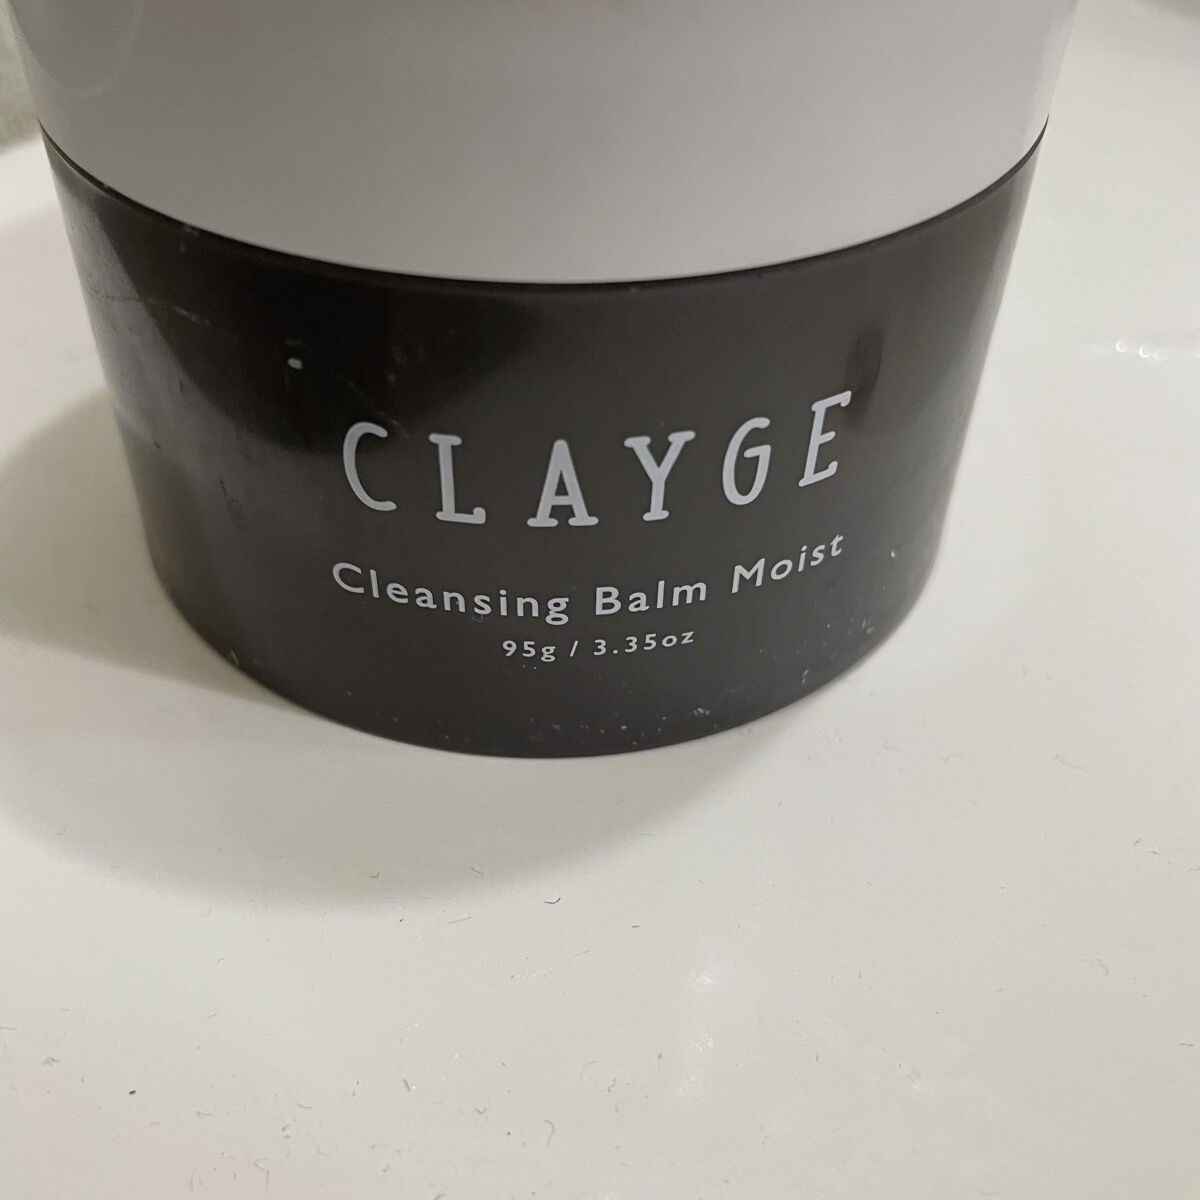 CLAYGE
Cleansing Balm Moist
95g / 3.35oz